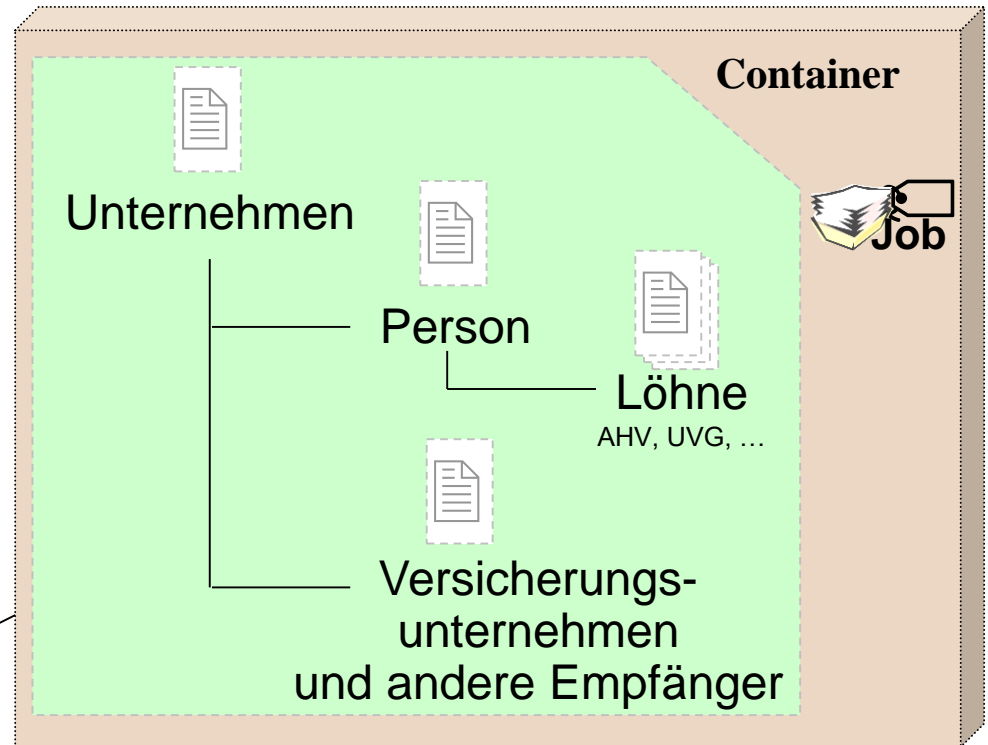 Container
Unternehmen
Job
Person
Löhne
AHV, UVG, …
Versicherungs-
unternehmen
und andere Empfänger